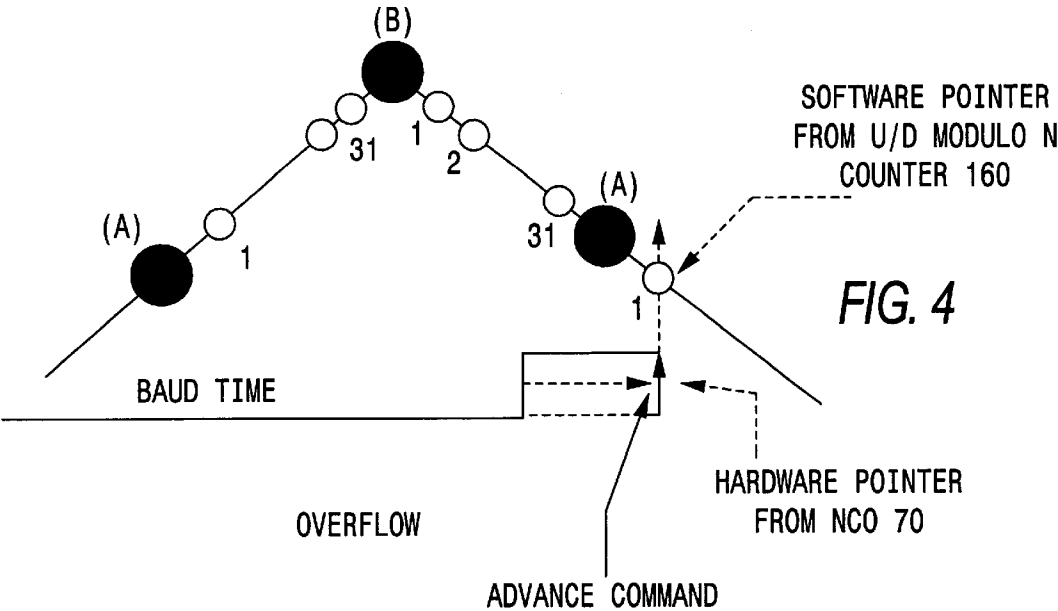 (B)
SOFTWARE POINTER
FROM U/D MODULO N
COUNTER 160
31
1
2
(A)
(A)
1
31
1
FIG. 4
BAUD TIME
HARDWARE POINTER
FROM NCO 70
OVERFLOW
ADVANCE COMMAND